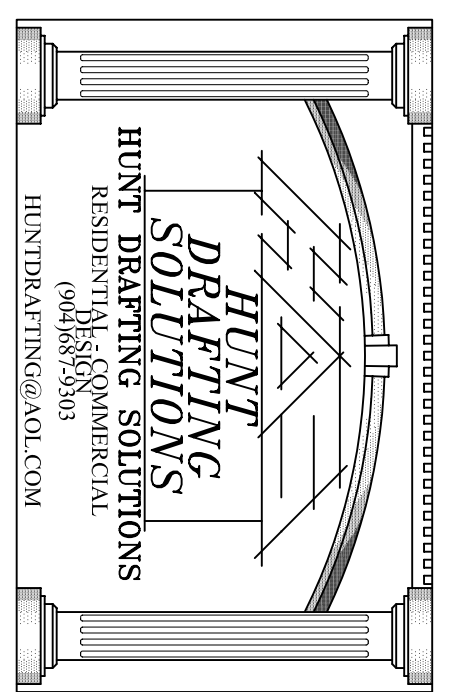 HUNT
DRAFTING
SOLUTIONS
HUNT DRAFTING SOLUTIONS
RESIDENTIAL - COMMERCIAL
DESIGN
(904)687-9303
HUNTDRAFTING@AOL.COM